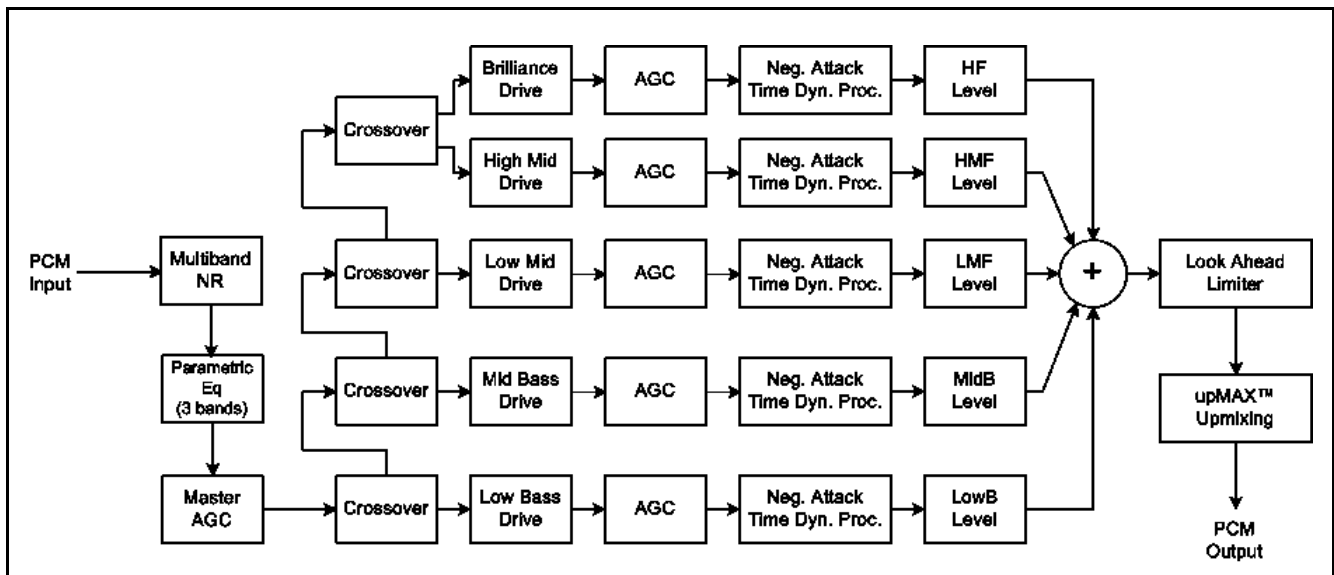 Brilliance
Drive
AGC
Neg. Attack
Time Dyn. Proc.
HF
Level
Crossover
High Mid
Drive
AGC
Neg. Attack
Time Dyn. Proc.
HMF
Level
PCM
Input
Multiband
NR
Crossover
Low Mid
Drive
AGC
Neg. Attack
Time Dyn. Proc.
LMF
Level
+
Look Ahead
Limiter
Parametric
Eq
(3 bands)
Crossover
Mid Bass
Drive
AGC
Neg. Attack
Time Dyn. Proc.
MidB
Level
upMAX™
Upmixing
Master
AGC
Crossover
Low Bass
Drive
AGC
Neg. Attack
Time Dyn. Proc.
LowB
Level
PCM
Output